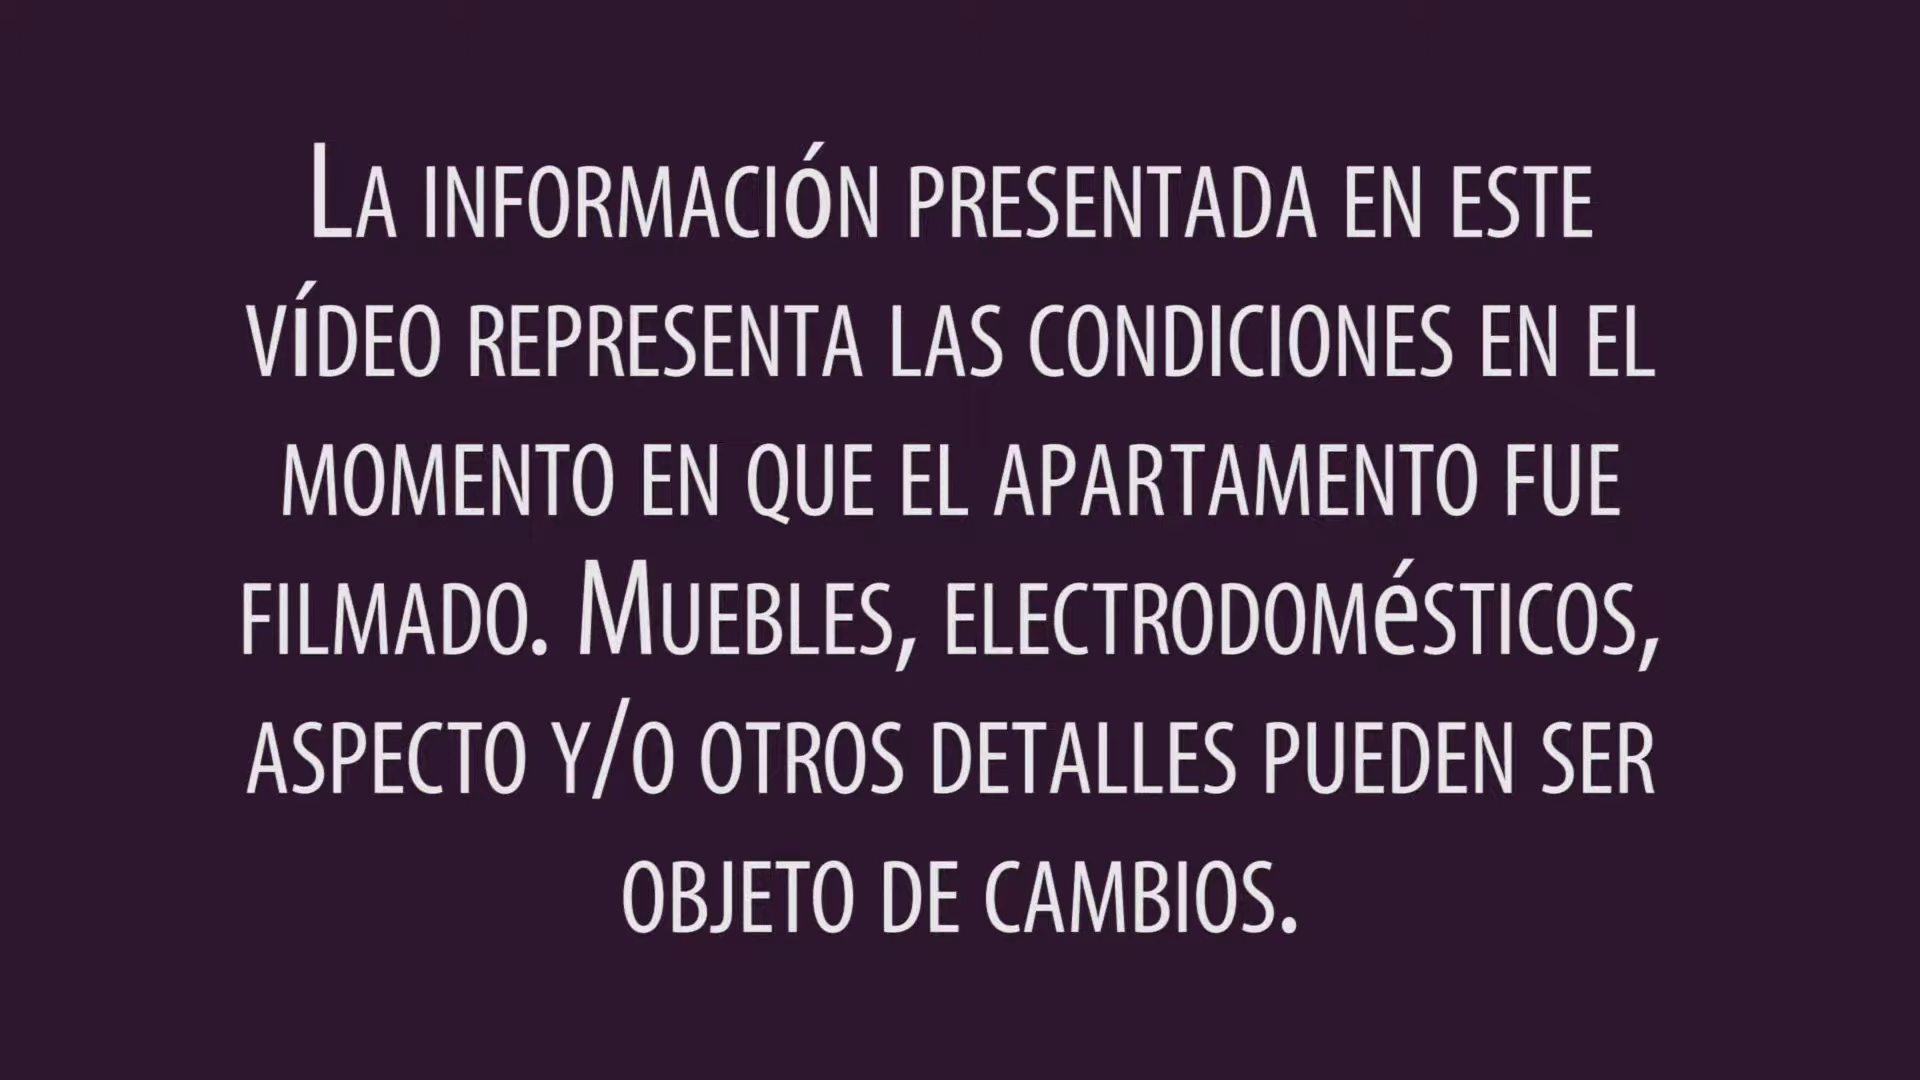 La información presentada en este
vídeo representa las condiciones en el
momento en que el apartamento fue
filmado. Muebles, electrodomésticos,
aspecto y/o otros detalles pueden ser
objeto de cambios.